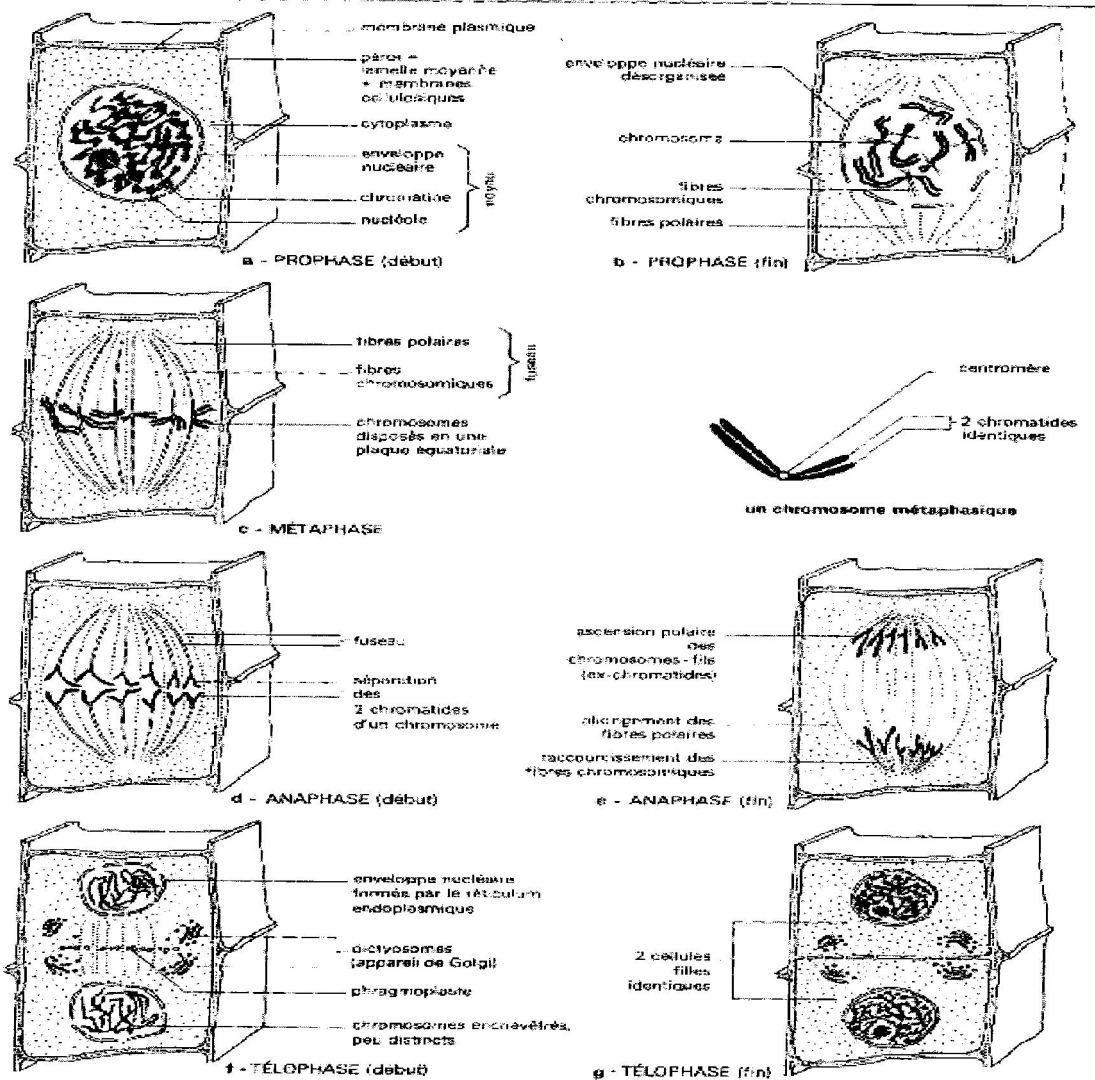 membrane plasmique
paroi =
lamelle moyenne
+ membranes
cellulosiques
cytoplasme
enveloppe
nucléaire
chromatine
nucléole
noyau
a - PROPHASE (début)
enveloppe nucléaire
désorganisée
chromosome
fibres
chromosomiques
fibres polaires
b - PROPHASE (fin)
fibres polaires
fibres
chromosomiques
fuseau
chromosomes
disposés en une
plaque équatoriale
c - MÉTAPHASE
centromère
2 chromatides
identiques
un chromosome métaphasique
fuseau
séparation
des
2 chromatides
d'un chromosome
d - ANAPHASE (début)
ascension polaire
des
chromosomes-fils
(ex-chromatides)
allongement des
fibres polaires
raccourcissement des
fibres chromosomiques
e - ANAPHASE (fin)
enveloppe nucléaire
formée par le réticulum
endoplasmique
dictyosomes
(appareil de Golgi)
phragmoplaste
chromosomes enchevêtrés,
peu distincts
f - TÉLOPHASE (début)
2 cellules
filles
identiques
g - TÉLOPHASE (fin)